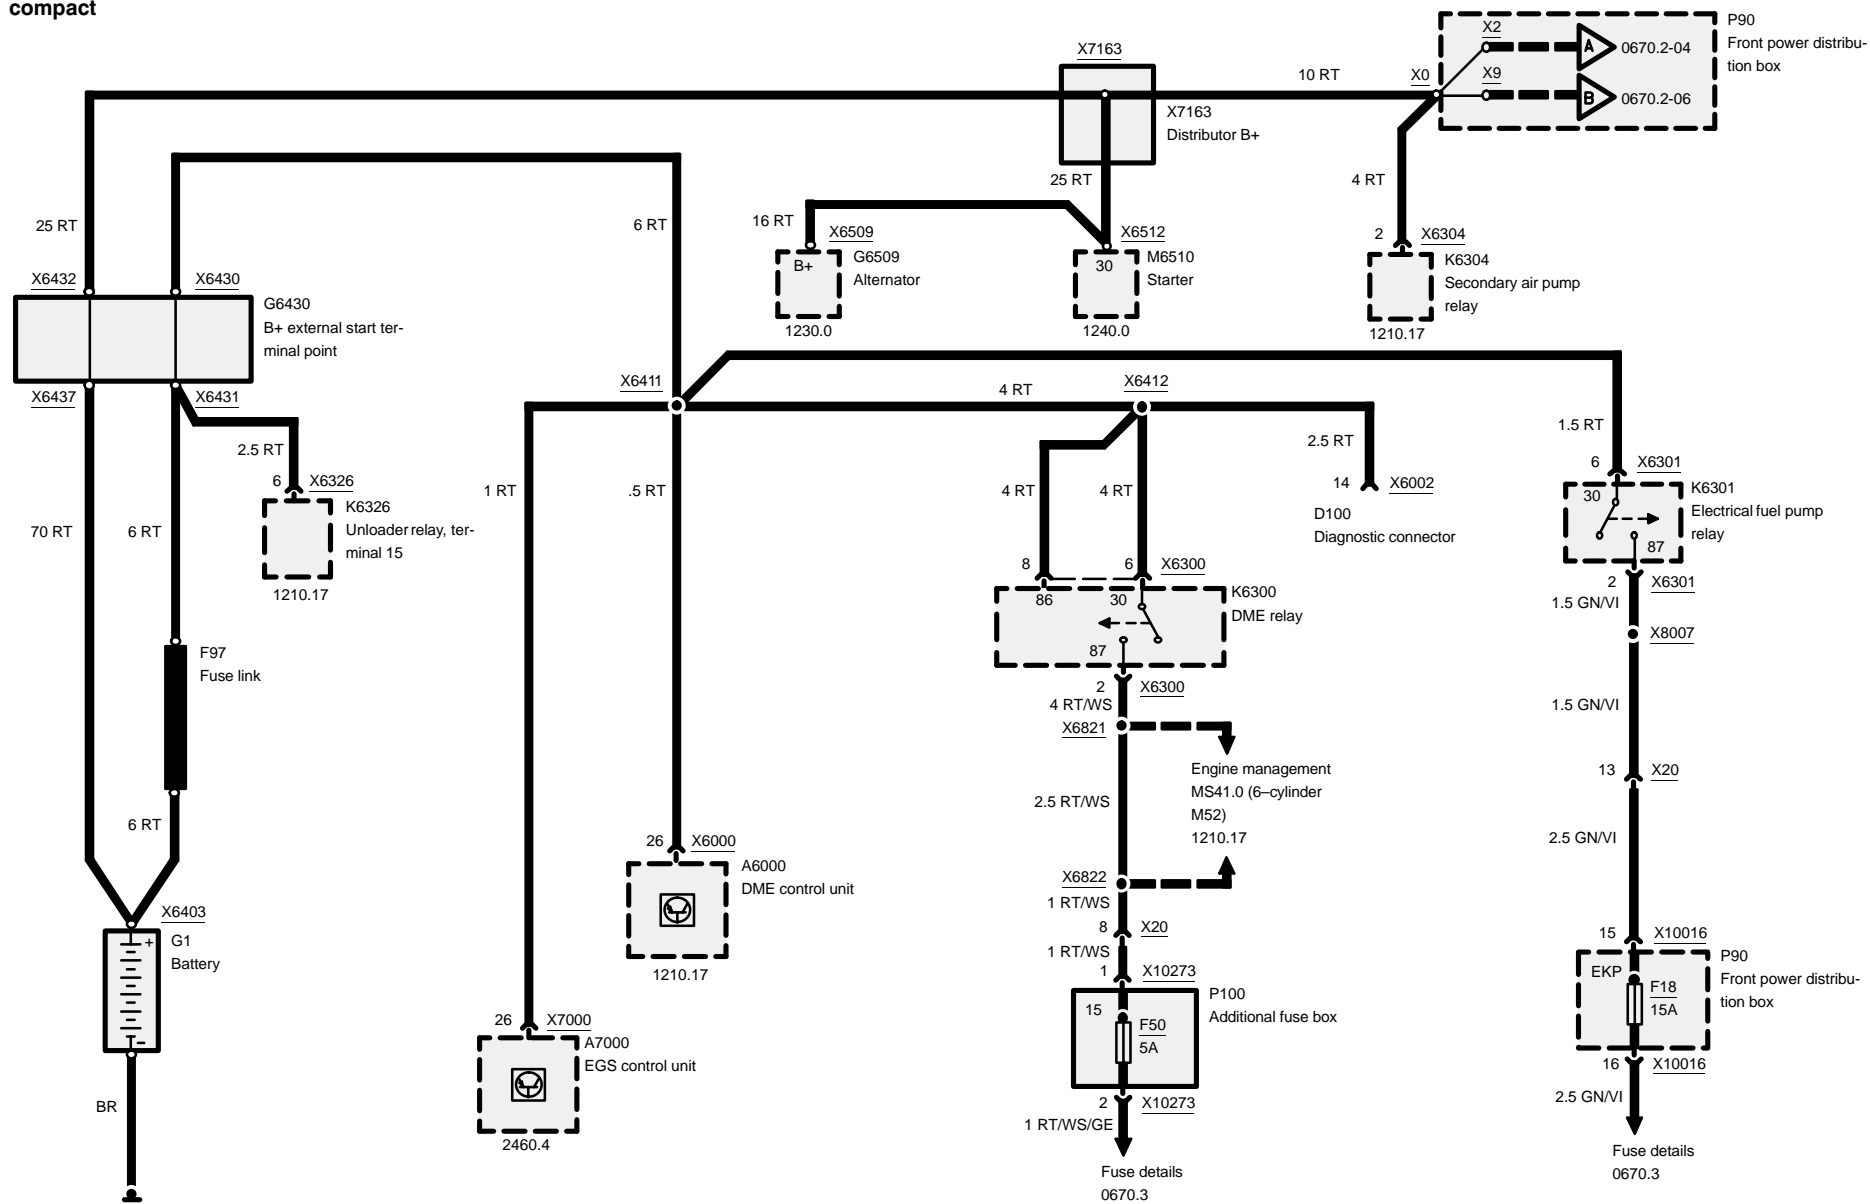 compact
P90
Front power distribu-
tion box
X2
A
0670.2-04
X9
B
0670.2-06
X0
10 RT
X7163
X7163
Distributor B+
25 RT
4 RT
16 RT
X6509
G6509
Alternator
B+
1230.0
X6512
M6510
Starter
30
1240.0
2
X6304
K6304
Secondary air pump
relay
1210.17
25 RT
6 RT
X6432
X6430
G6430
B+ external start ter-
minal point
X6437
X6431
2.5 RT
6
X6326
K6326
Unloader relay, ter-
minal 15
1210.17
70 RT
6 RT
F97
Fuse link
6 RT
X6403
G1
Battery
+
-
BR
X6411
4 RT
X6412
1 RT
.5 RT
4 RT
4 RT
2.5 RT
14
X6002
D100
Diagnostic connector
1.5 RT
6
X6301
30
K6301
Electrical fuel pump
relay
87
2
X6301
1.5 GN/VI
X8007
1.5 GN/VI
13
X20
2.5 GN/VI
15
X10016
P90
Front power distribu-
tion box
EKP
F18
15A
16
X10016
2.5 GN/VI
Fuse details
0670.3
8
6
X6300
86
30
K6300
DME relay
87
2
X6300
4 RT/WS
X6821
Engine management
MS41.0 (6–cylinder
M52)
1210.17
2.5 RT/WS
X6822
1 RT/WS
8
X20
1 RT/WS
1
X10273
P100
Additional fuse box
15
F50
5A
2
X10273
1 RT/WS/GE
Fuse details
0670.3
26
X6000
A6000
DME control unit
1210.17
26
X7000
A7000
EGS control unit
2460.4